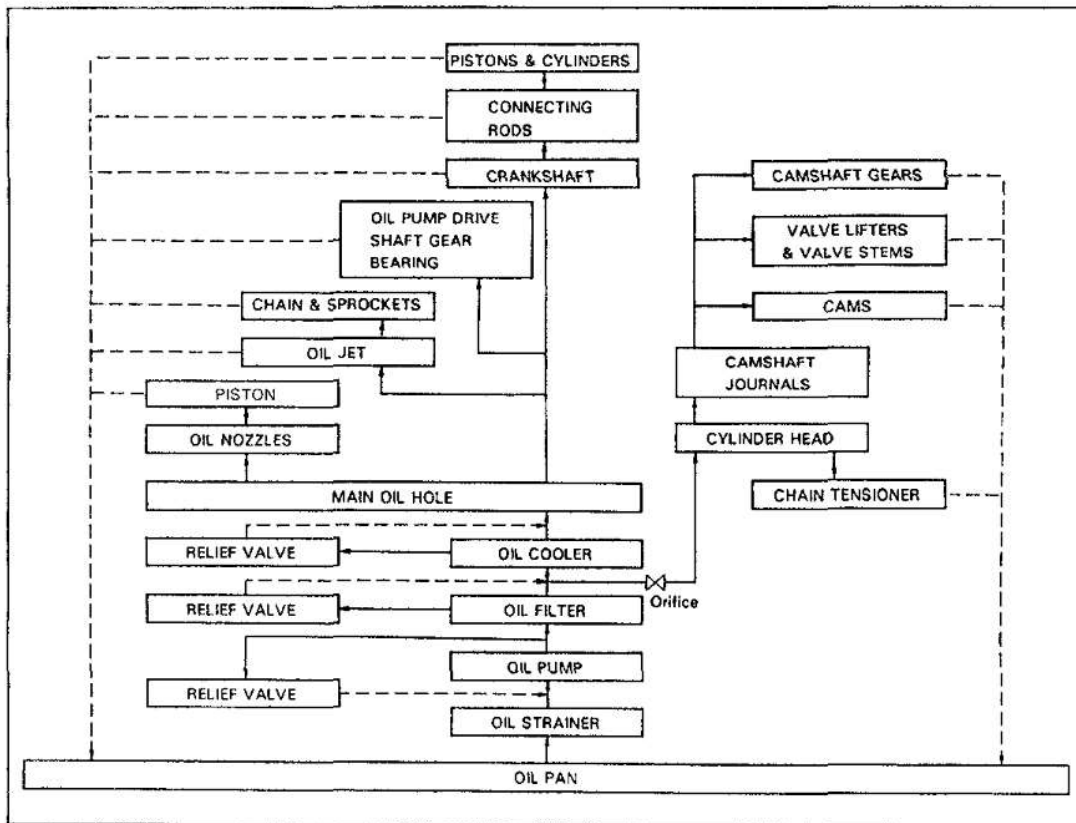 PISTONS & CYLINDERS
CONNECTING
RODS
CRANKSHAFT
CAMSHAFT GEARS
OIL PUMP DRIVE
SHAFT GEAR
BEARING
VALVE LIFTERS
& VALVE STEMS
CHAIN & SPROCKETS
CAMS
OIL JET
CAMSHAFT
JOURNALS
PISTON
OIL NOZZLES
CYLINDER HEAD
MAIN OIL HOLE
CHAIN TENSIONER
RELIEF VALVE
OIL COOLER
Orifice
RELIEF VALVE
OIL FILTER
OIL PUMP
RELIEF VALVE
OIL STRAINER
OIL PAN